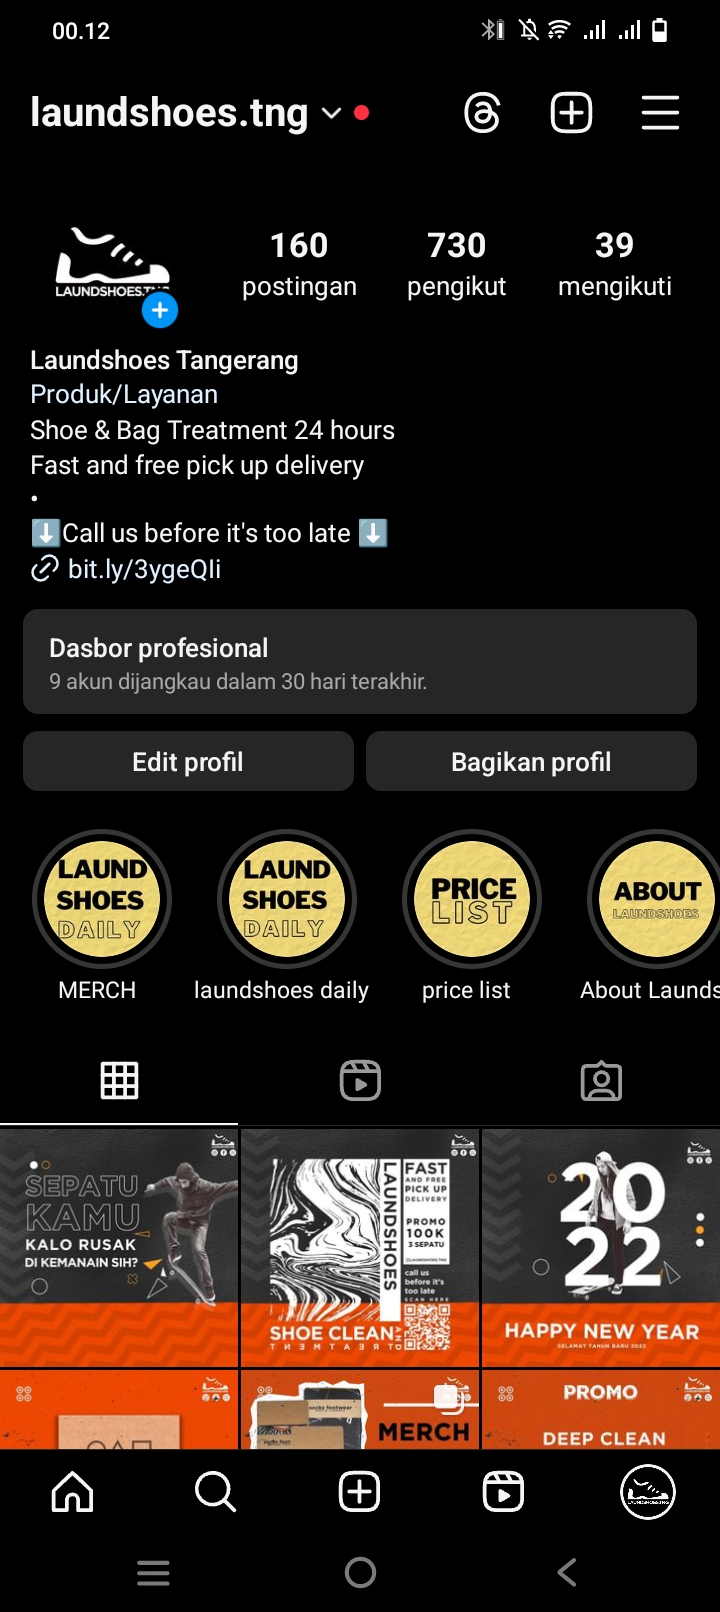 00.12
laundshoes.tng
LAUNDSHOES.TNG
160
postingan
730
pengikut
39
mengikuti
Laundshoes Tangerang
Produk/Layanan
Shoe & Bag Treatment 24 hours
Fast and free pick up delivery
•
⬇️Call us before it's too late ⬇️
bit.ly/3ygeQIi
Dasbor profesional
9 akun dijangkau dalam 30 hari terakhir.
Edit profil
Bagikan profil
LAUND
SHOES
DAILY
MERCH
LAUND
SHOES
DAILY
laundshoes daily
PRICE
LIST
price list
ABOUT
LAUNDSHOES
About Launds
SEPATU
KAMU
KALO RUSAK
DI KEMANAIN SIH?
LAUNDSHOES
FAST
AND FREE
PICK UP
DELIVERY
PROMO
100K
3 SEPATU
call us
before it's
too late
SCAN HERE
SHOE CLEAN
AND
TREATMENT
2022
HAPPY NEW YEAR
SELAMAT TAHUN BARU 2022
MERCH
PROMO
DEEP CLEAN